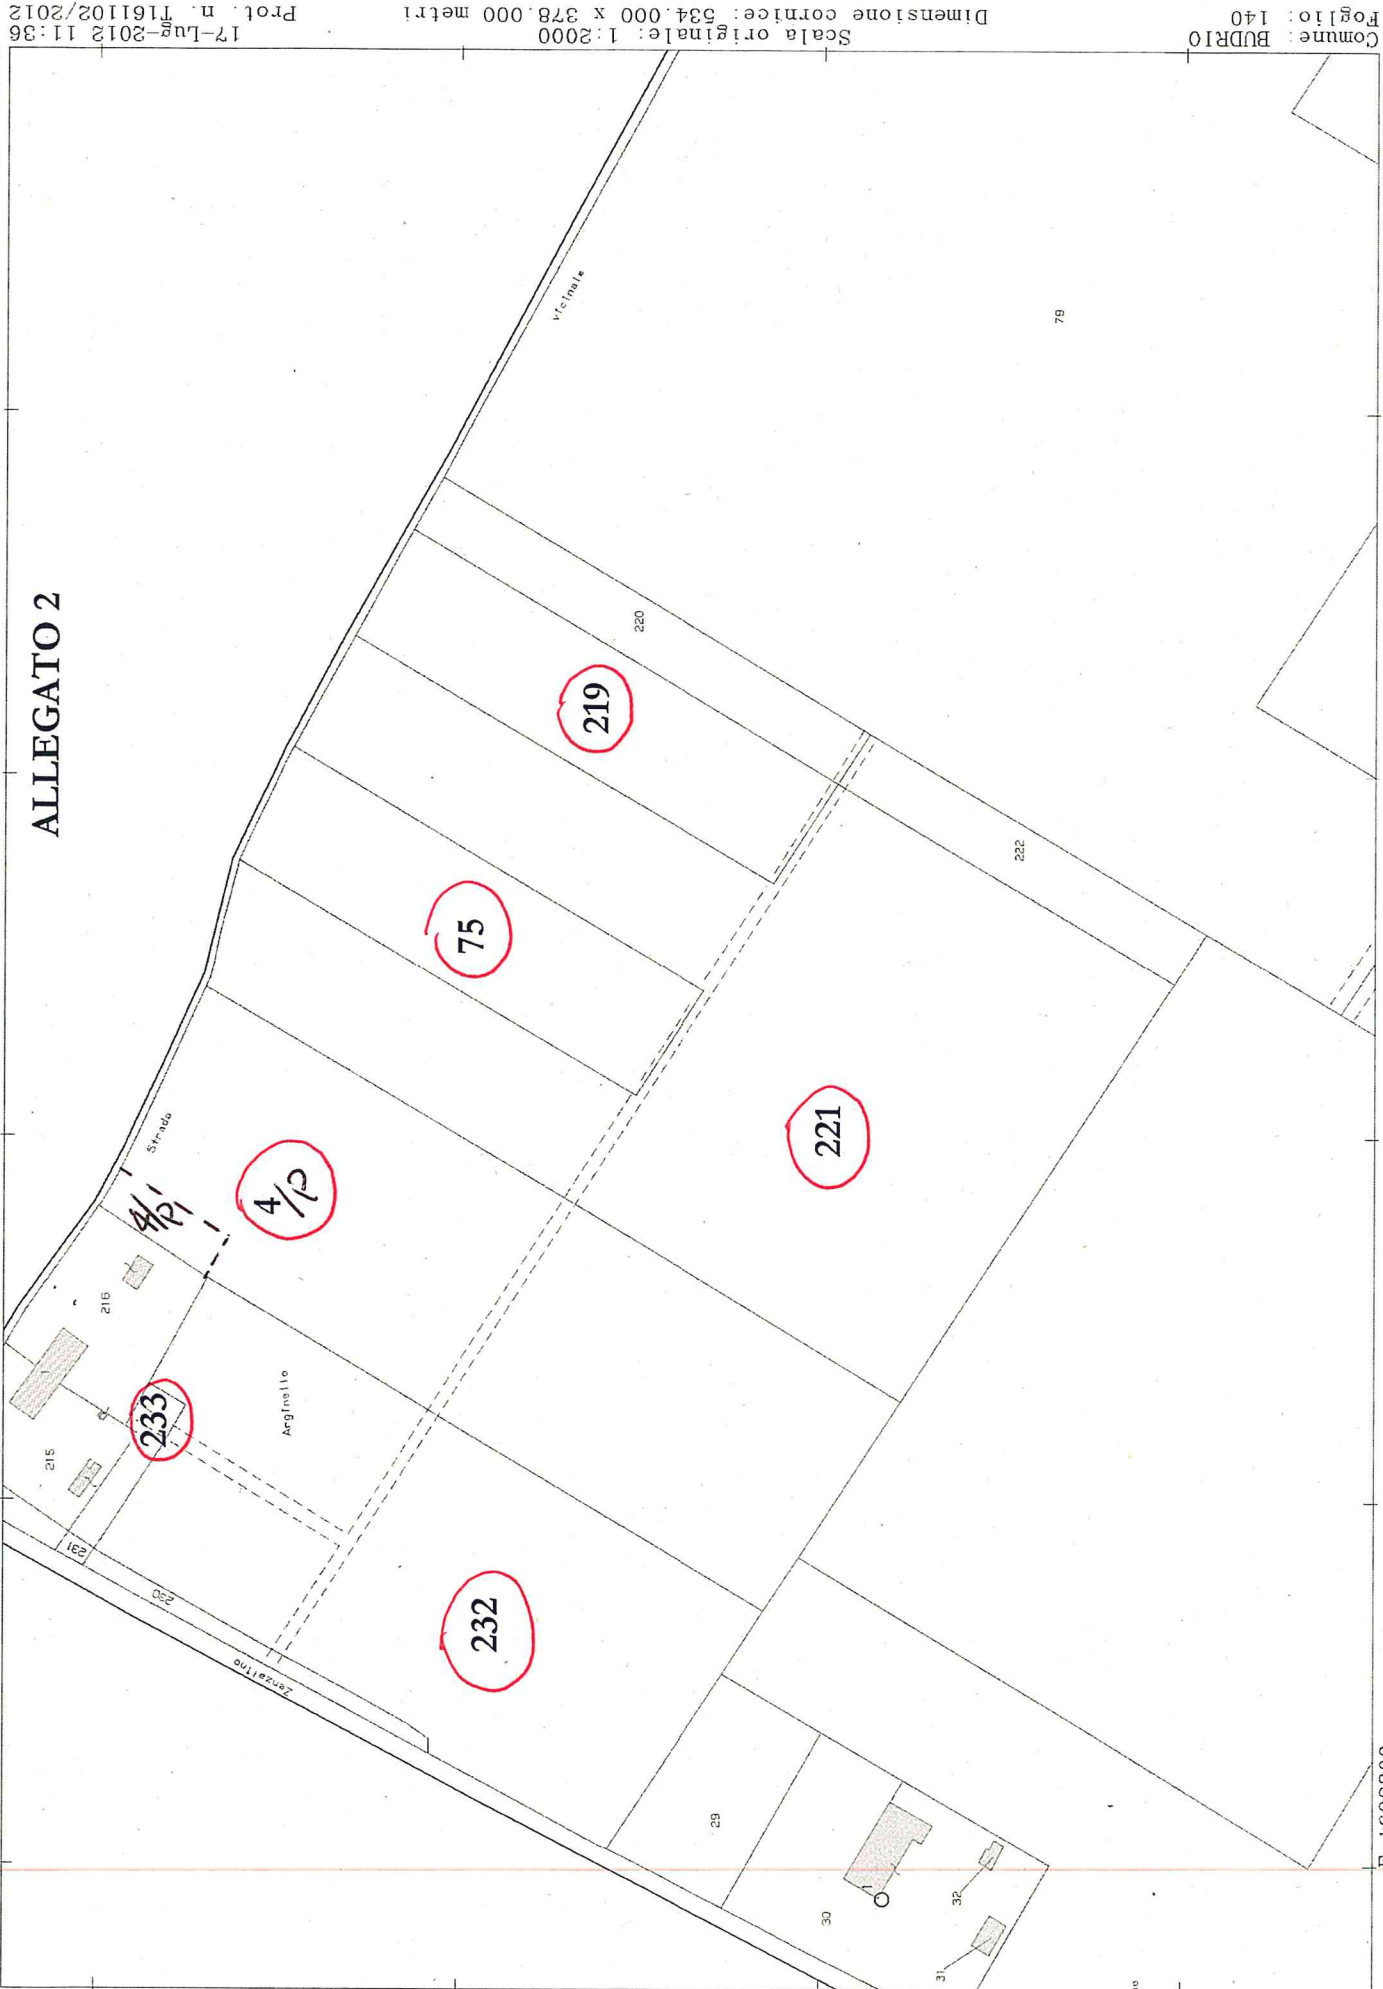 ALLEGATO 2
Comune: BUDRIO
Foglio: 140
Scala originale: 1:2000
Dimensione cornice: 534.000 x 378.000 metri
17-Lug-2012 11:36
Prot. n. T161102/2012
vicinale
79
220
219
222
75
221
Strada
4/P
4/P
216
233
Arginello
215
231
230
232
Zenzalino
29
30
32
31